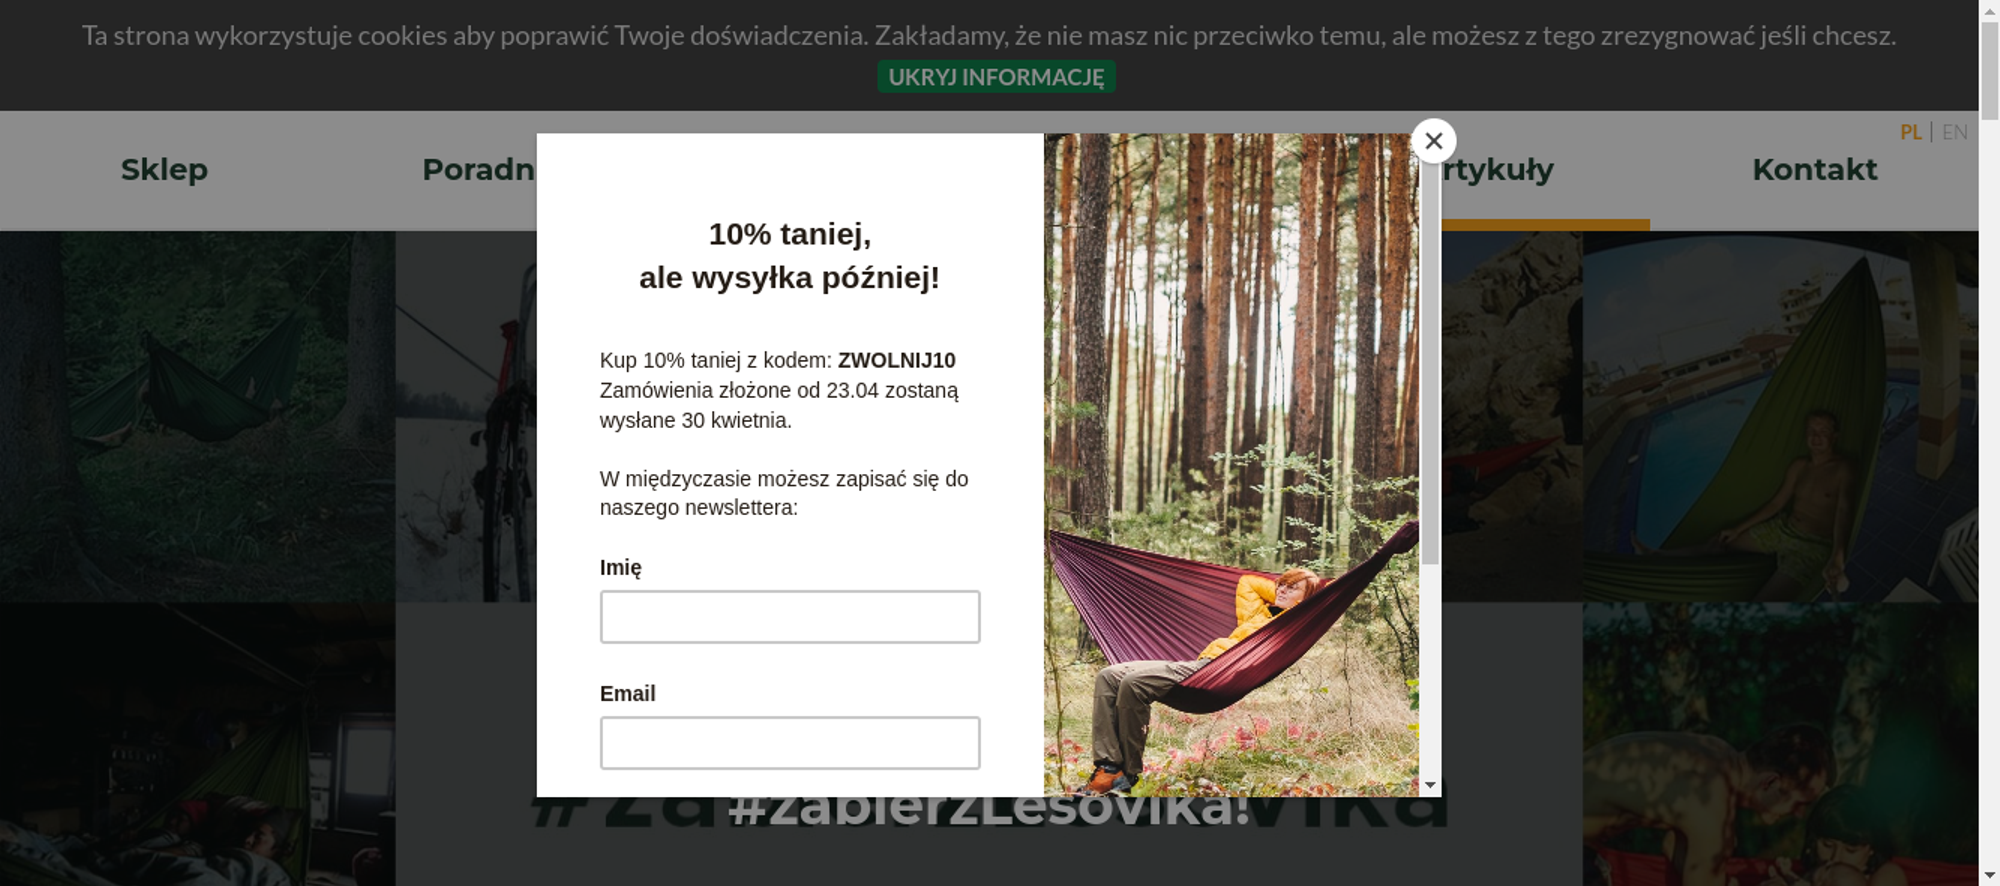 Ta strona wykorzystuje cookies aby poprawić Twoje doświadczenia. Zakładamy, że nie masz nic przeciwko temu, ale możesz z tego zrezygnować jeśli chcesz.
UKRYJ INFORMACJĘ
PL | EN
Sklep
Poradn
rtykuły
Kontakt
10% taniej,
ale wysyłka później!
Kup 10% taniej z kodem: ZWOLNIJ10
Zamówienia złożone od 23.04 zostaną
wysłane 30 kwietnia.
W międzyczasie możesz zapisać się do
naszego newslettera:
Imię
Email
#zabierzLesovika!